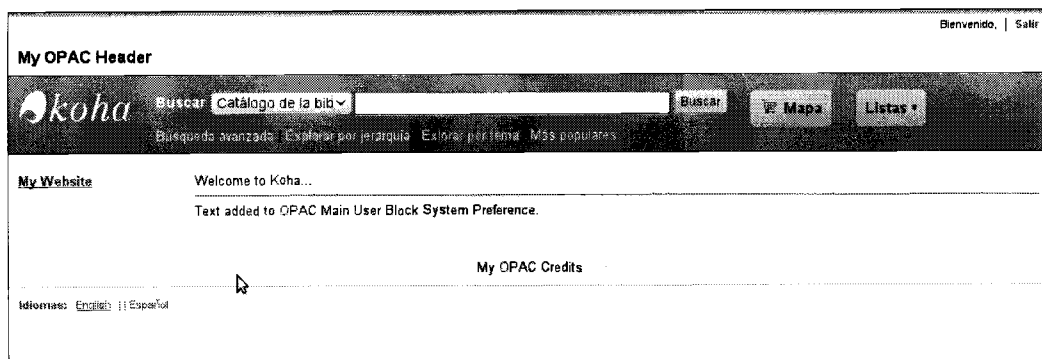 Bienvenido, | Salir
My OPAC Header
koha Buscar Catálogo de la bib Buscar Mapa Listas
Búsqueda avanzada Explorar por jerarquía Exlorar por tema Más populares
My Website Welcome to Koha...
Text added to OPAC Main User Block System Preference.
My OPAC Credits
Idiomas: English | | Español